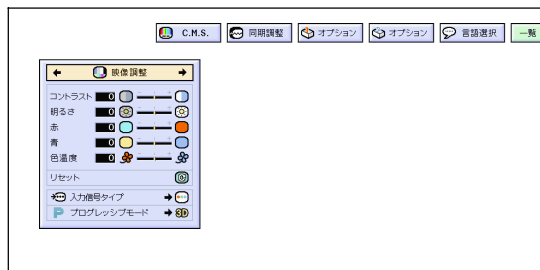 C.M.S. 同期調整 オプション オプション 言語選択 一覧
映像調整
コントラスト 0
明るさ 0
赤 0
青 0
色温度 0
リセット
入力信号タイプ
P プログレッシブモード 3D